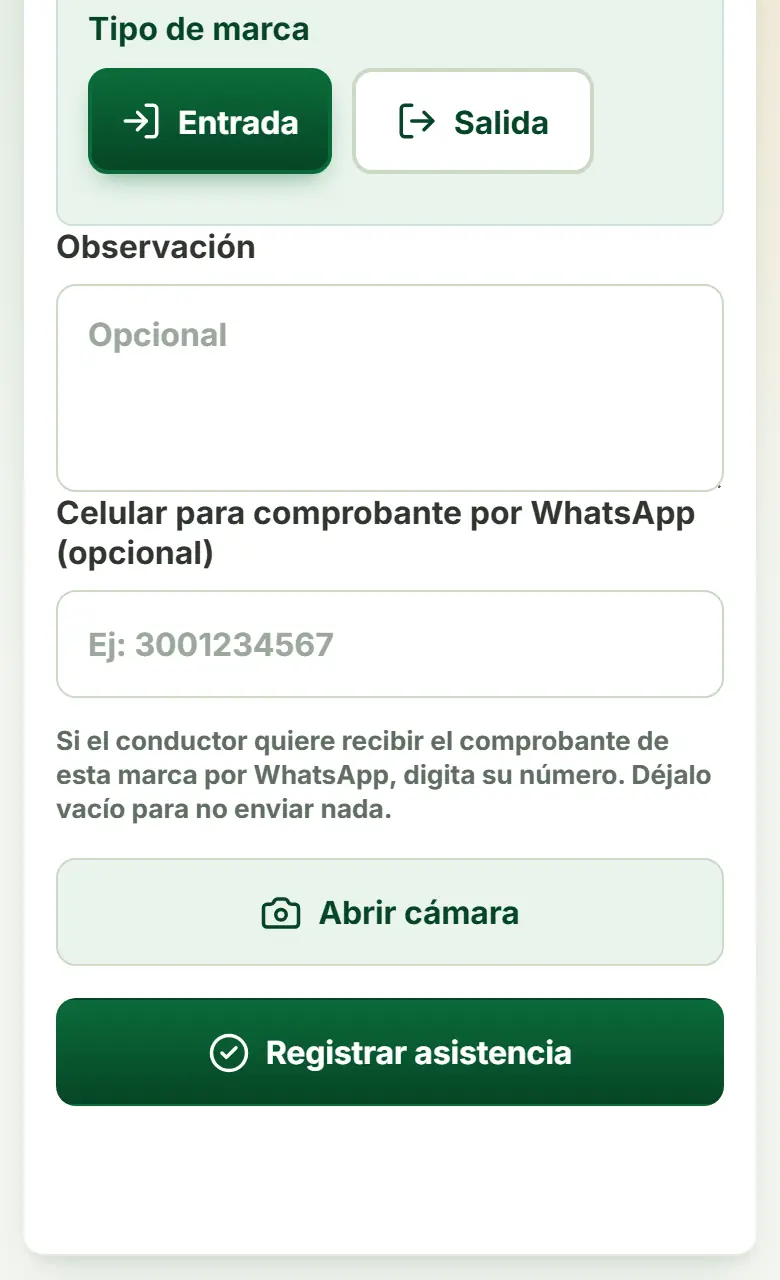 Tipo de marca
Entrada
Salida
Observación
Opcional
Celular para comprobante por WhatsApp
(opcional)
Ej: 3001234567
Si el conductor quiere recibir el comprobante de
esta marca por WhatsApp, digita su número. Déjalo
vacío para no enviar nada.
Abrir cámara
Registrar asistencia